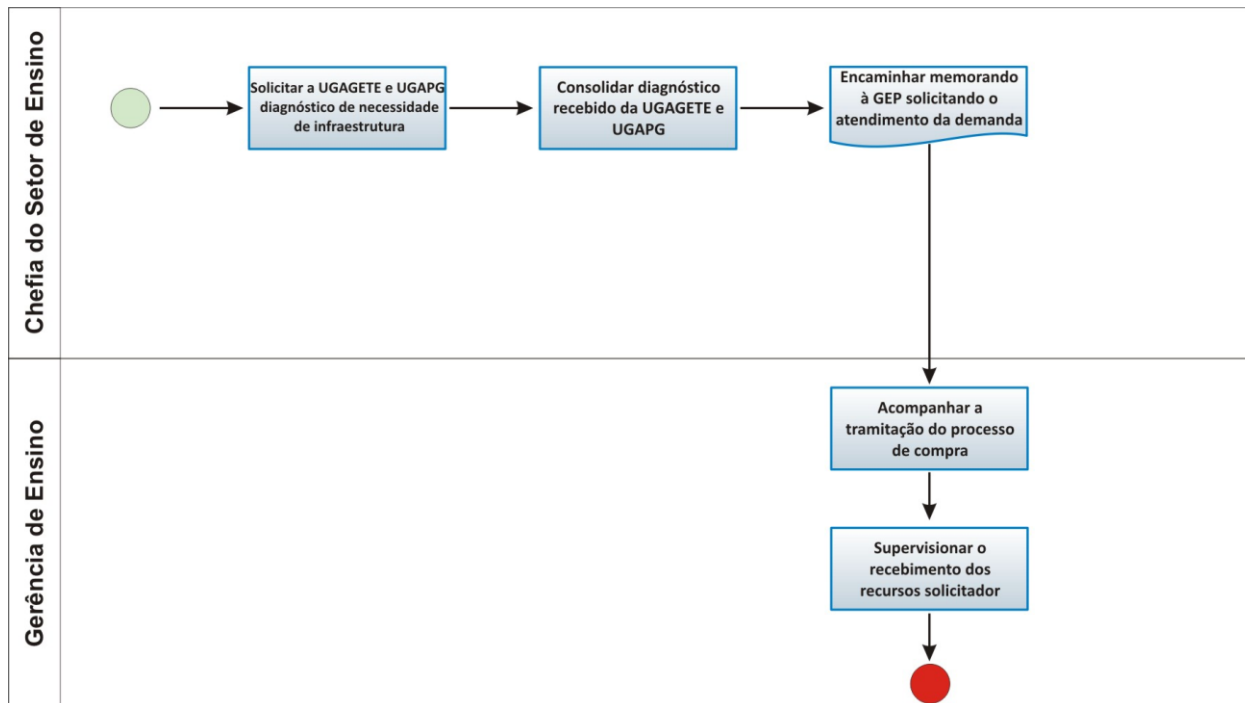 Chefia do Setor de Ensino
Solicitar a UGAGETE e UGAPG
diagnóstico de necessidade
de infraestrutura
Consolidar diagnóstico
recebido da UGAGETE e
UGAPG
Encaminhar memorando
à GEP solicitando o
atendimento da demanda
Gerência de Ensino
Acompanhar a
tramitação do processo
de compra
Supervisionar o
recebimento dos
recursos solicitador